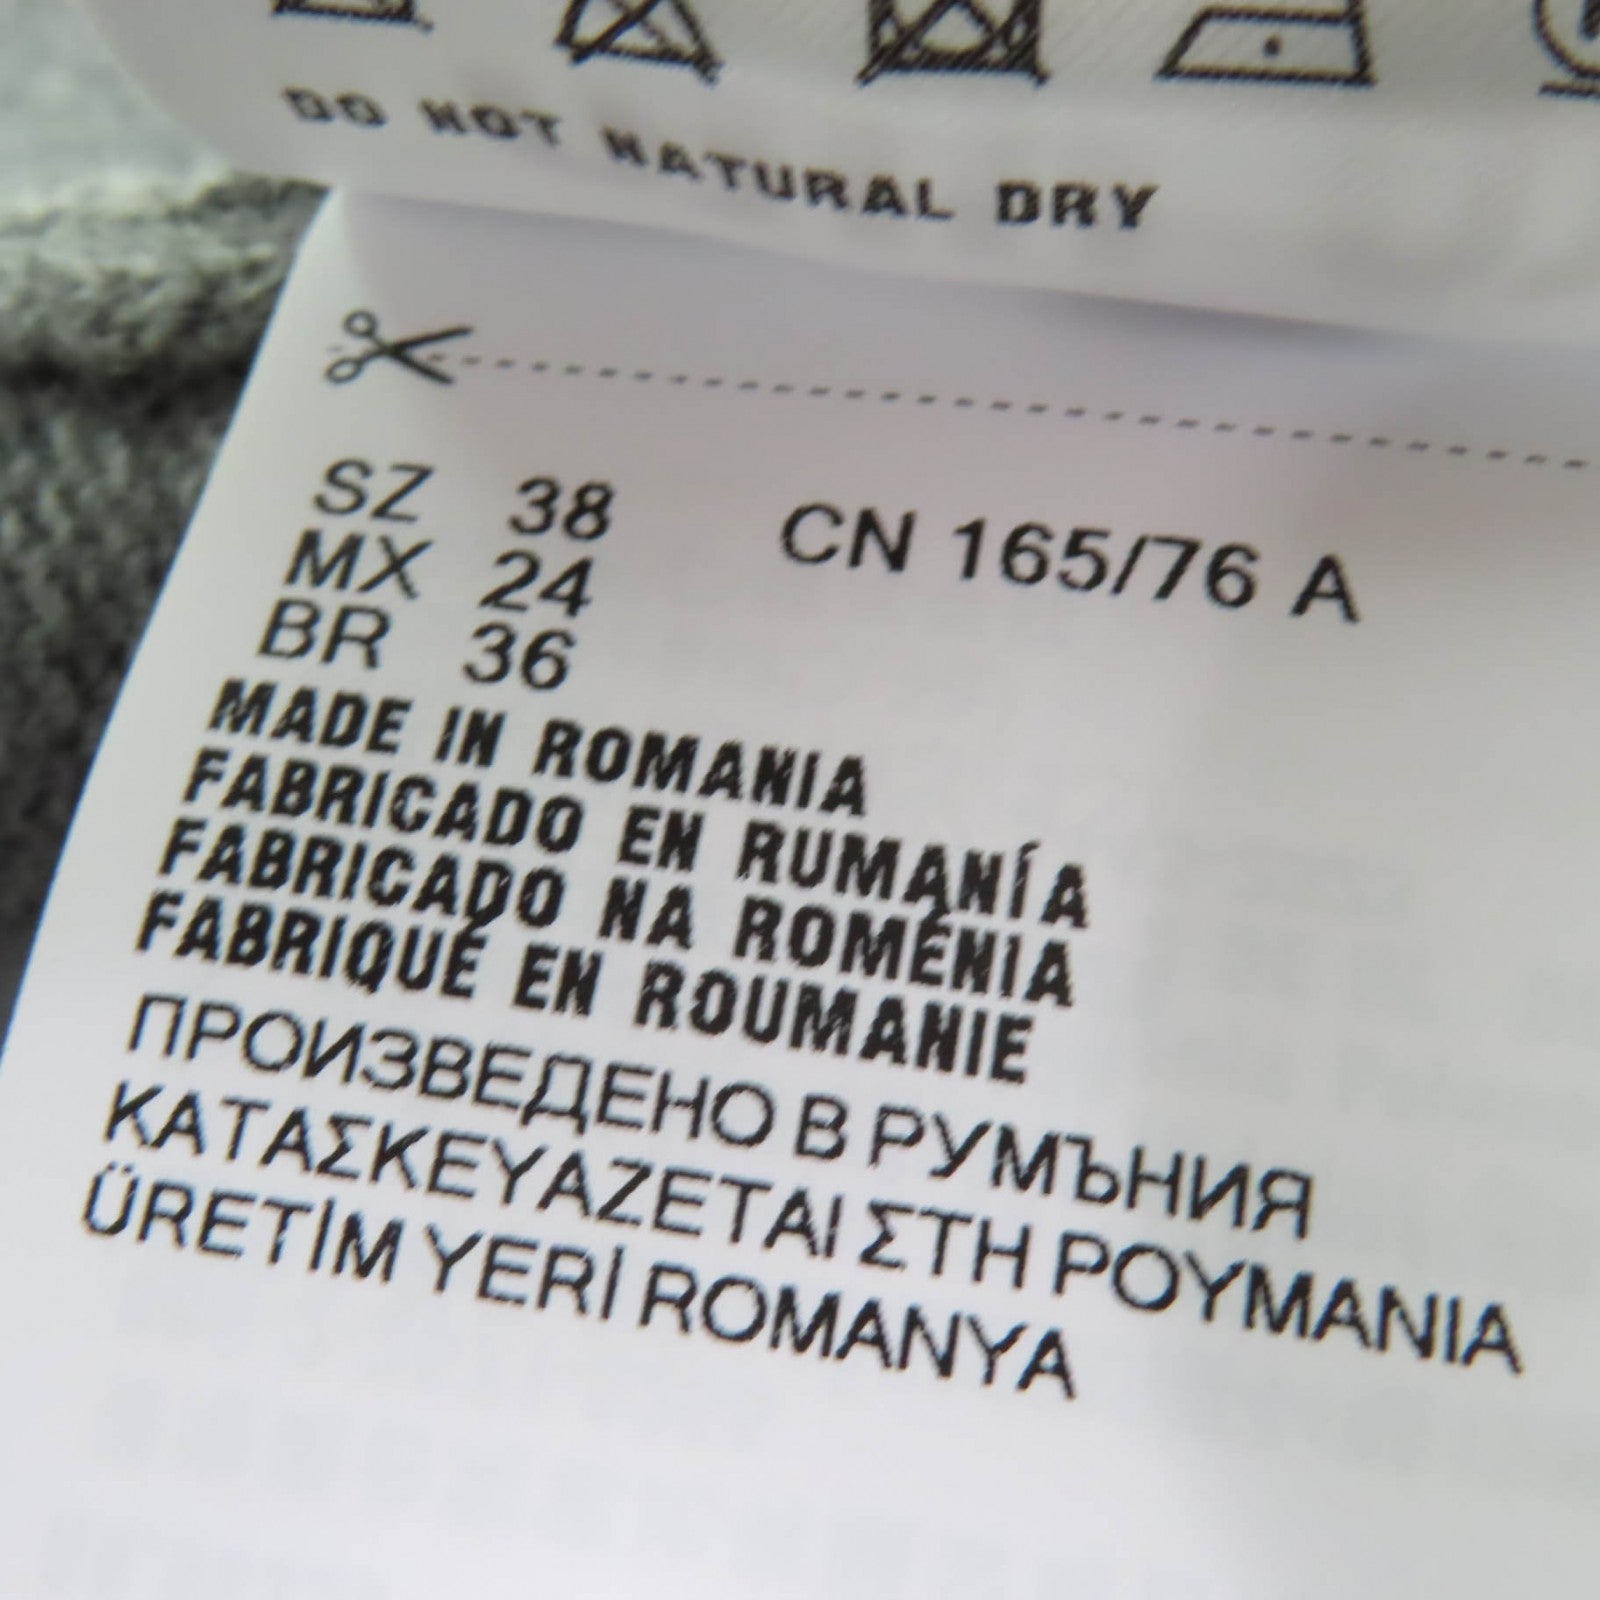 DO NOT NATURAL DRY
SZ 38 CN 165/76 A
MX 24
BR 36
MADE IN ROMANIA
FABRICADO EN RUMANÍA
FABRICADO NA ROMÉNIA
FABRIQUÉ EN ROUMANIE
ПРОИЗВЕДЕНО В РУМЪНИЯ
ΚΑΤΑΣΚΕΥΑΖΕΤΑΙ ΣΤΗ ΡΟΥΜΑΝΙΑ
ÜRETİM YERİ ROMANYA